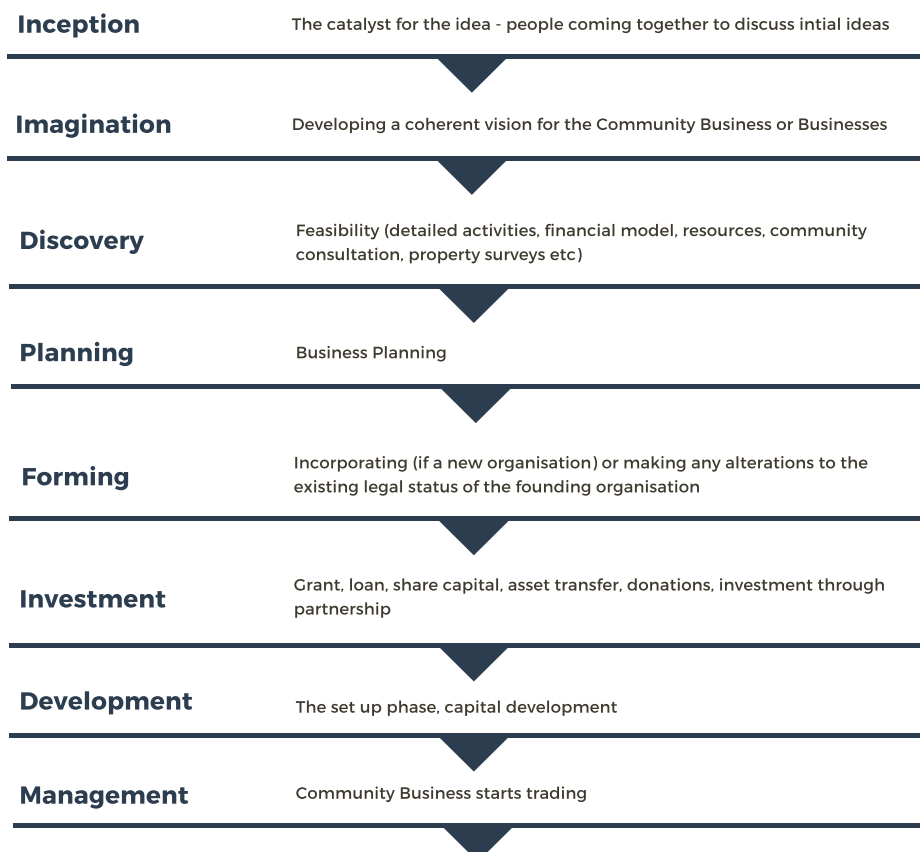 Inception
The catalyst for the idea - people coming together to discuss intial ideas
Imagination
Developing a coherent vision for the Community Business or Businesses
Discovery
Feasibility (detailed activities, financial model, resources, community
consultation, property surveys etc)
Planning
Business Planning
Forming
Incorporating (if a new organisation) or making any alterations to the
existing legal status of the founding organisation
Investment
Grant, loan, share capital, asset transfer, donations, investment through
partnership
Development
The set up phase, capital development
Management
Community Business starts trading